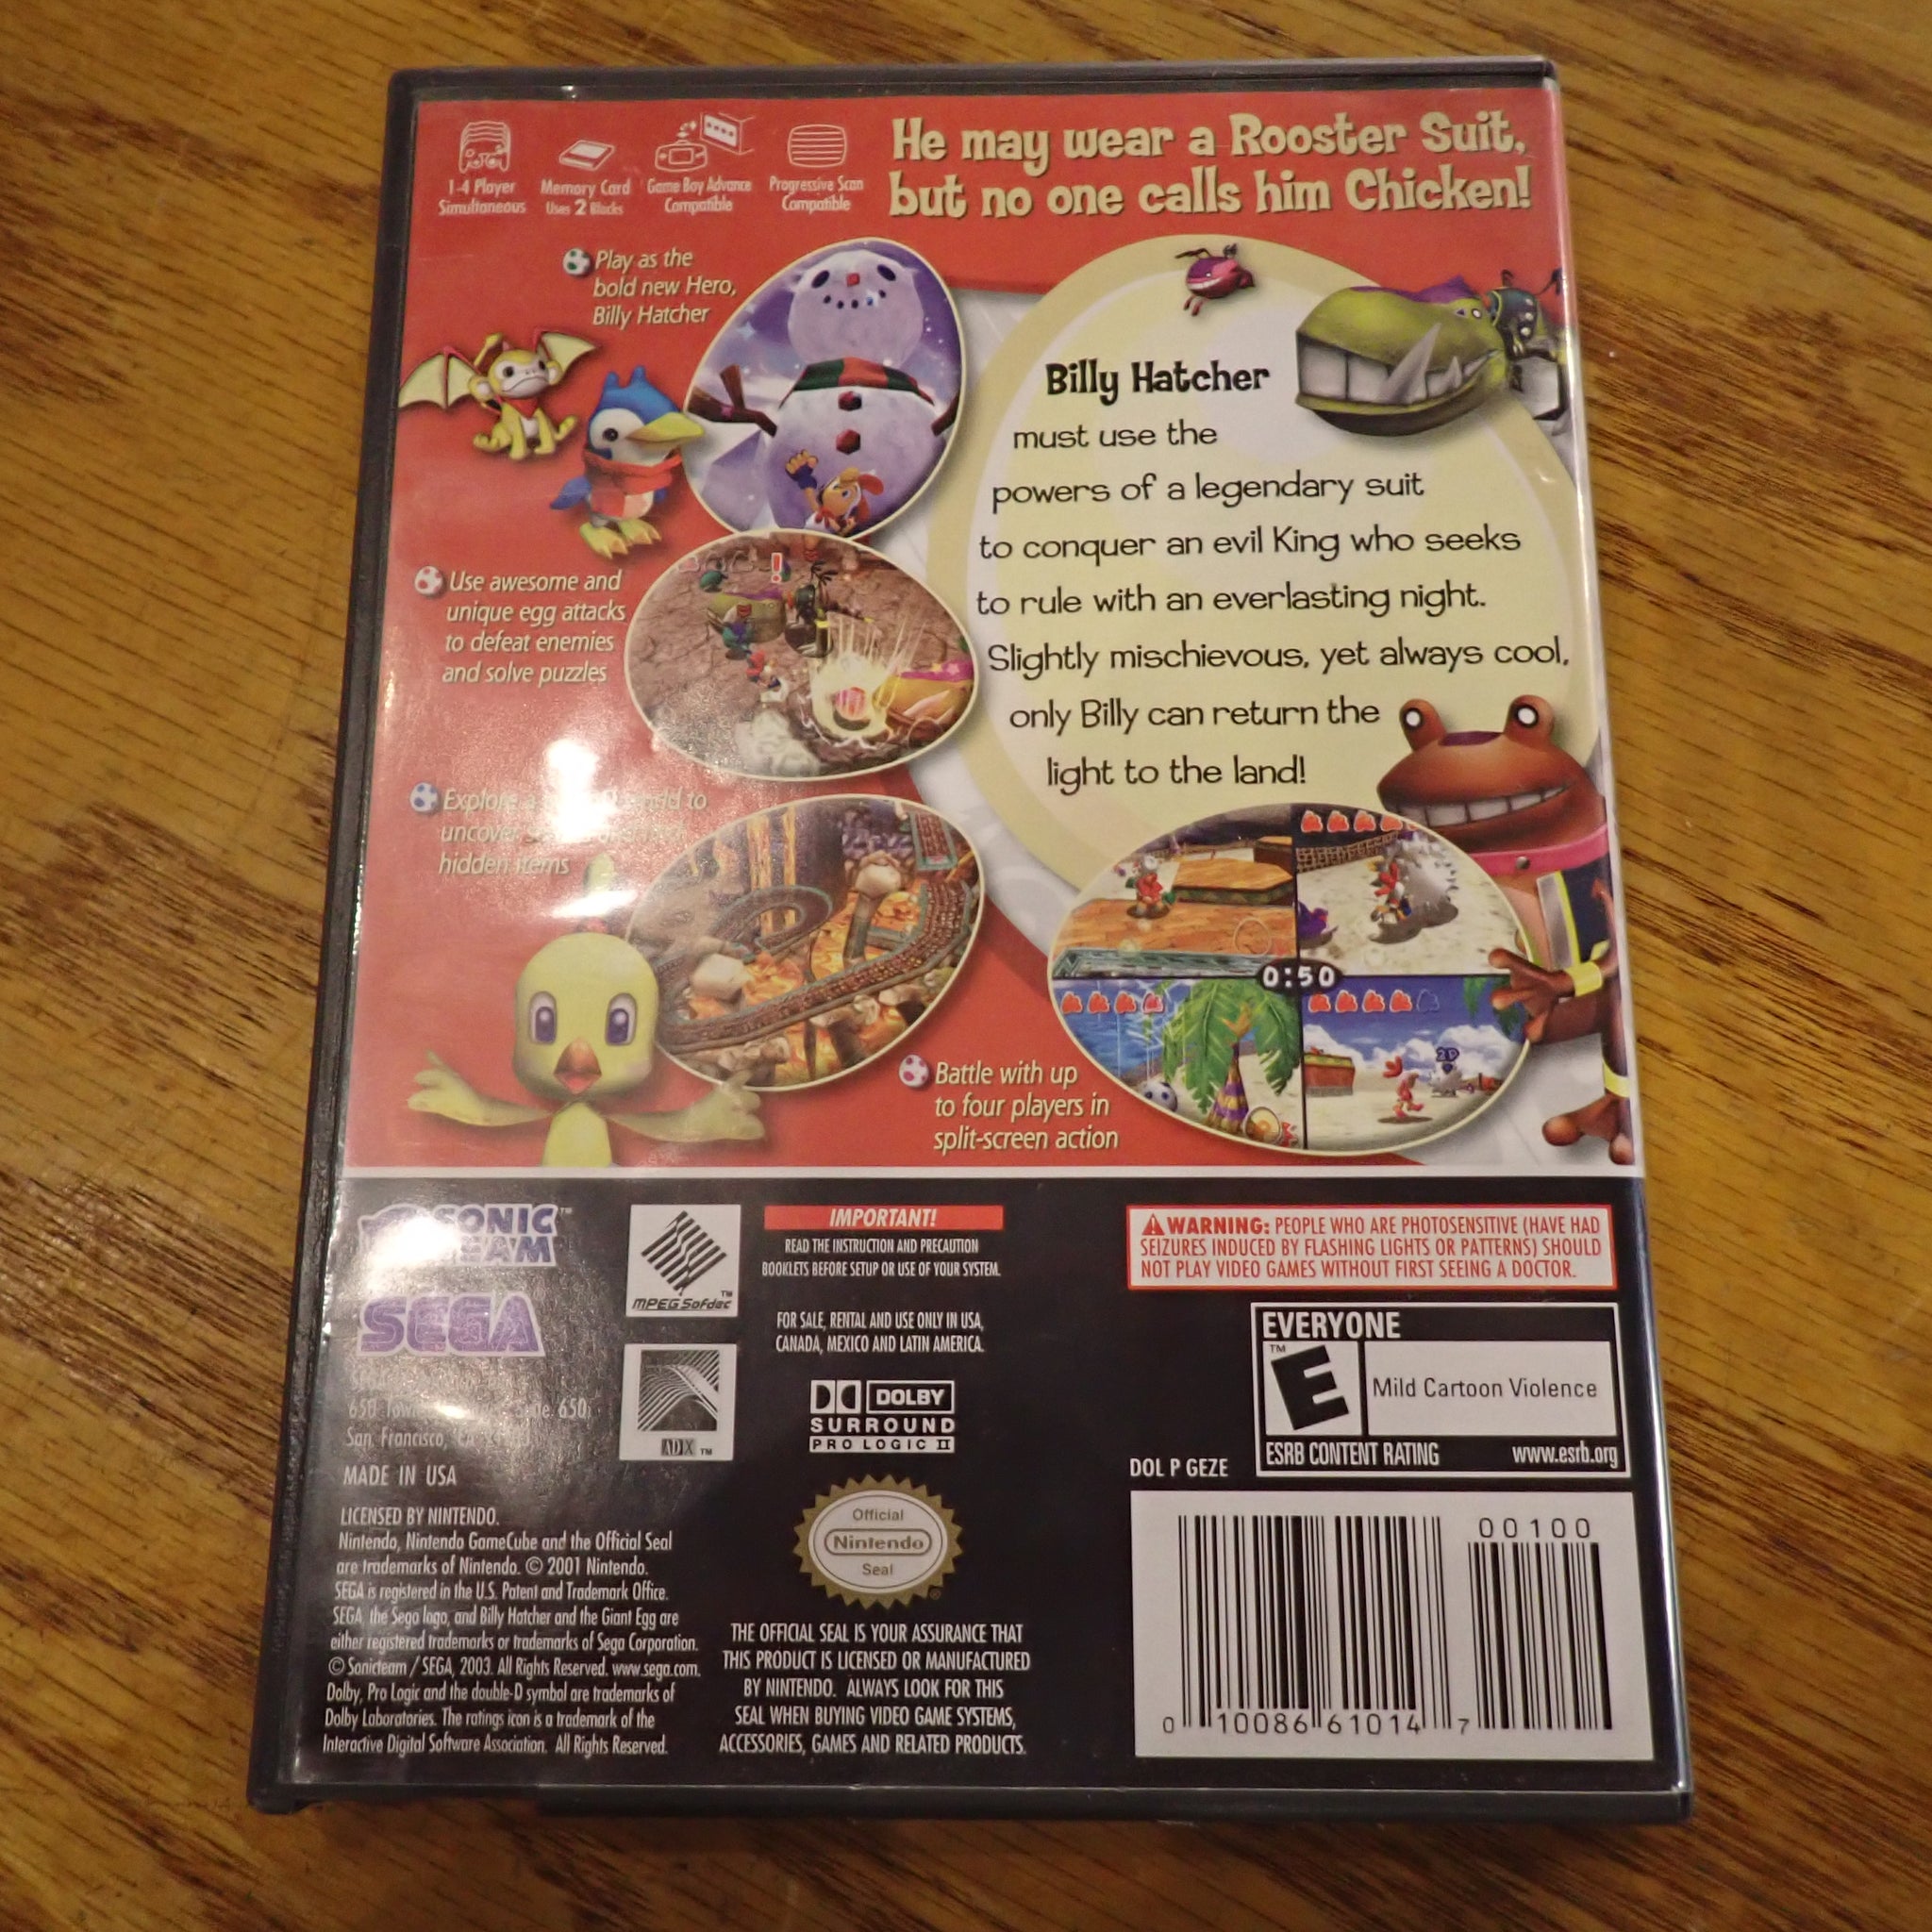 1-4 Player
Simultaneous
Memory Card
Uses 2 Blocks
Game Boy Advance
Compatible
Progressive Scan
Compatible
He may wear a Rooster Suit,
but no one calls him Chicken!
Play as the
bold new Hero,
Billy Hatcher
Use awesome and
unique egg attacks
to defeat enemies
and solve puzzles
Explore to
uncover
hidden items
Billy Hatcher
must use the
powers of a legendary suit
to conquer an evil King who seeks
to rule with an everlasting night.
Slightly mischievous, yet always cool,
only Billy can return the
light to the land!
0:50
2P
Battle with up
to four players in
split-screen action
SONIC
TEAM
SEGA
650
San Francisco, CA
MADE IN USA
LICENSED BY NINTENDO.
Nintendo, Nintendo GameCube and the Official Seal
are trademarks of Nintendo. © 2001 Nintendo.
SEGA is registered in the U.S. Patent and Trademark Office.
SEGA, the Sega logo, and Billy Hatcher and the Giant Egg are
either registered trademarks or trademarks of Sega Corporation.
© Sonicteam / SEGA, 2003. All Rights Reserved. www.sega.com.
Dolby, Pro Logic and the double-D symbol are trademarks of
Dolby Laboratories. The ratings icon is a trademark of the
Interactive Digital Software Association. All Rights Reserved.
MPEG Sofdec™
ADX™
IMPORTANT!
READ THE INSTRUCTION AND PRECAUTION
BOOKLETS BEFORE SETUP OR USE OF YOUR SYSTEM.
FOR SALE, RENTAL AND USE ONLY IN USA,
CANADA, MEXICO AND LATIN AMERICA.
DOLBY
SURROUND
PRO LOGIC II
Official
Nintendo
Seal
®
THE OFFICIAL SEAL IS YOUR ASSURANCE THAT
THIS PRODUCT IS LICENSED OR MANUFACTURED
BY NINTENDO. ALWAYS LOOK FOR THIS
SEAL WHEN BUYING VIDEO GAME SYSTEMS,
ACCESSORIES, GAMES AND RELATED PRODUCTS.
WARNING: PEOPLE WHO ARE PHOTOSENSITIVE (HAVE HAD
SEIZURES INDUCED BY FLASHING LIGHTS OR PATTERNS) SHOULD
NOT PLAY VIDEO GAMES WITHOUT FIRST SEEING A DOCTOR.
EVERYONE
™
E
Mild Cartoon Violence
ESRB CONTENT RATING www.esrb.org
DOL P GEZE
00100
0 10086 61014 7